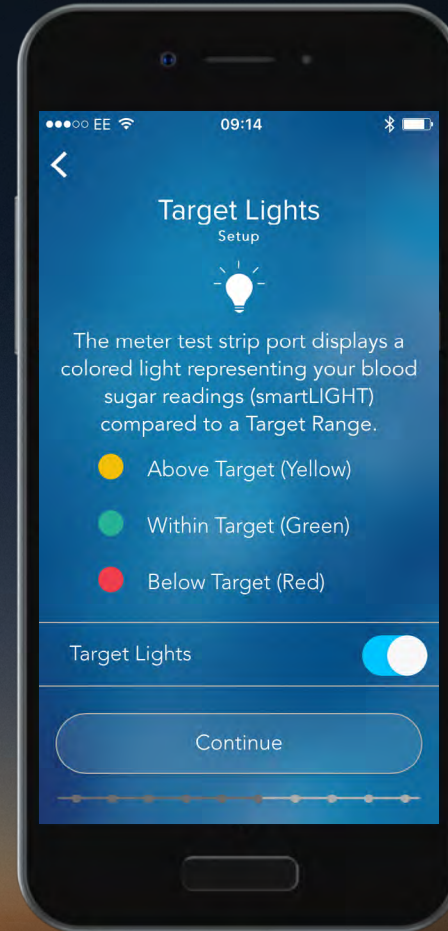 EE 09:14
Target Lights
Setup
The meter test strip port displays a
colored light representing your blood
sugar readings (smartLIGHT)
compared to a Target Range.
Above Target (Yellow)
Within Target (Green)
Below Target (Red)
Target Lights
Continue